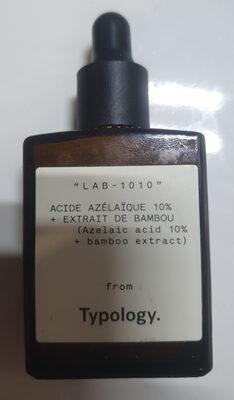 "LAB-1010"
ACIDE AZÉLAÏQUE 10%
+ EXTRAIT DE BAMBOU
(Azelaic acid 10%
+ bamboo extract)
from
Typology.